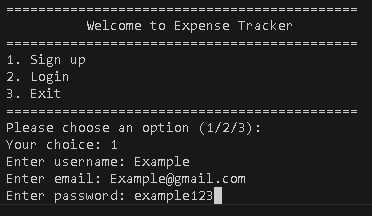 ============================================
Welcome to Expense Tracker
============================================
1. Sign up
2. Login
3. Exit
============================================
Please choose an option (1/2/3):
Your choice: 1
Enter username: Example
Enter email: Example@gmail.com
Enter password: example123